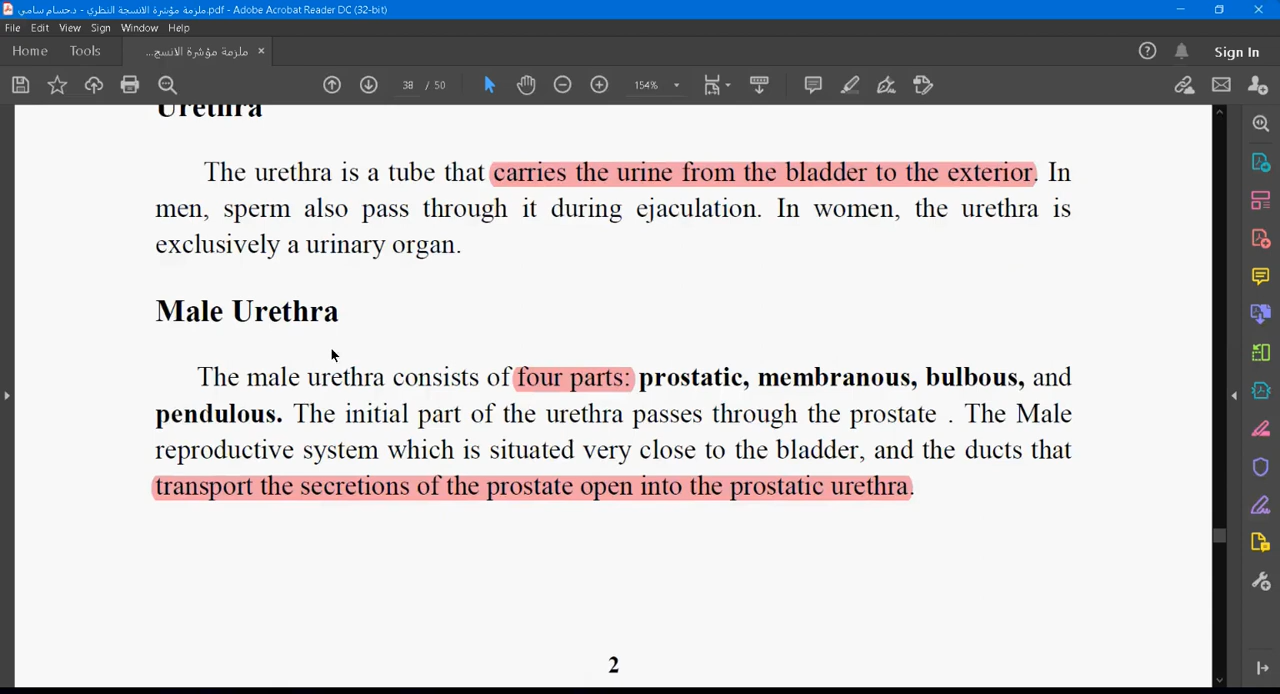 ملزمة مؤشرة الانسجة النظري - د.حسام سامي.pdf - Adobe Acrobat Reader DC (32-bit)
File Edit View Sign Window Help
Home Tools ملزمة مؤشرة الانسج... × Sign In
38 / 50 154%
Urethra
The urethra is a tube that carries the urine from the bladder to the exterior. In
men, sperm also pass through it during ejaculation. In women, the urethra is
exclusively a urinary organ.
Male Urethra
The male urethra consists of four parts: prostatic, membranous, bulbous, and
pendulous. The initial part of the urethra passes through the prostate . The Male
reproductive system which is situated very close to the bladder, and the ducts that
transport the secretions of the prostate open into the prostatic urethra.
2